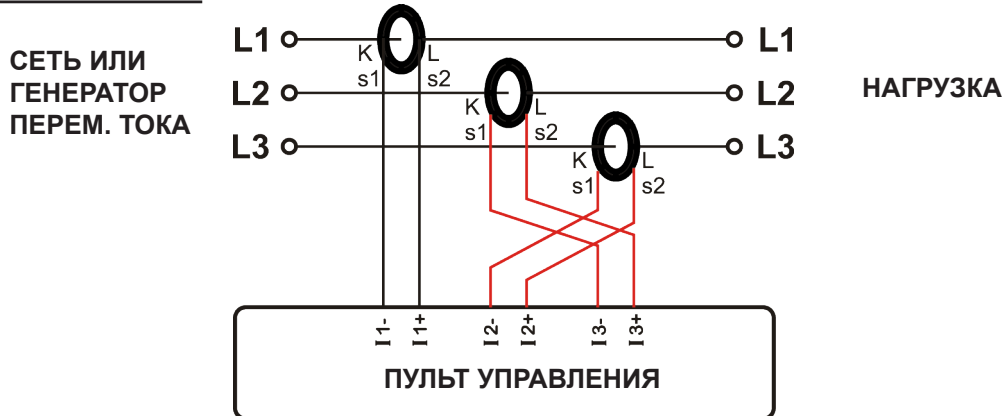 СЕТЬ ИЛИ
ГЕНЕРАТОР
ПЕРЕМ. ТОКА
L1
K
L
s1
s2
L1
L2
K
L
s1
s2
L2
L3
K
L
s1
s2
L3
НАГРУЗКА
I1-
I1+
I2-
I2+
I3-
I3+
ПУЛЬТ УПРАВЛЕНИЯ